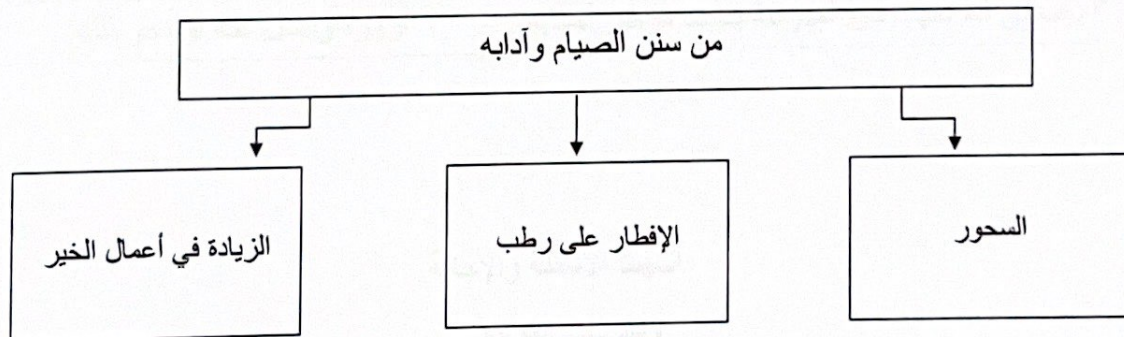 من سنن الصيام وآدابه
السحور
الإفطار على رطب
الزيادة في أعمال الخير